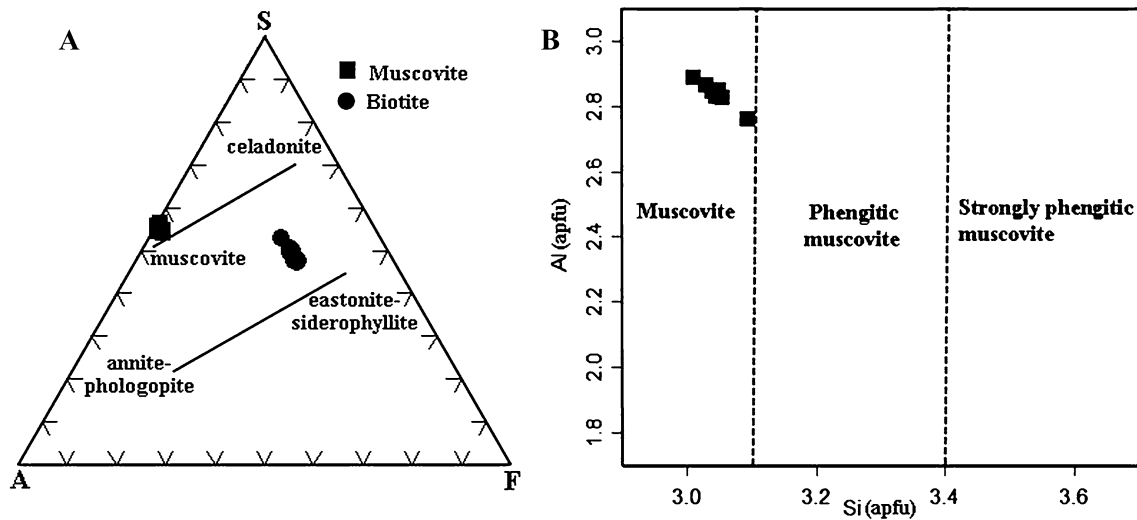 A
S
Muscovite
Biotite
celadonite
muscovite
eastonite-
siderophyllite
annite-
phologopite
A
F
B
3.0
2.8
2.6
2.4
2.2
2.0
1.8
Al(apfu)
Muscovite
Phengitic
muscovite
Strongly phengitic
muscovite
3.0
3.2
3.4
3.6
Si(apfu)